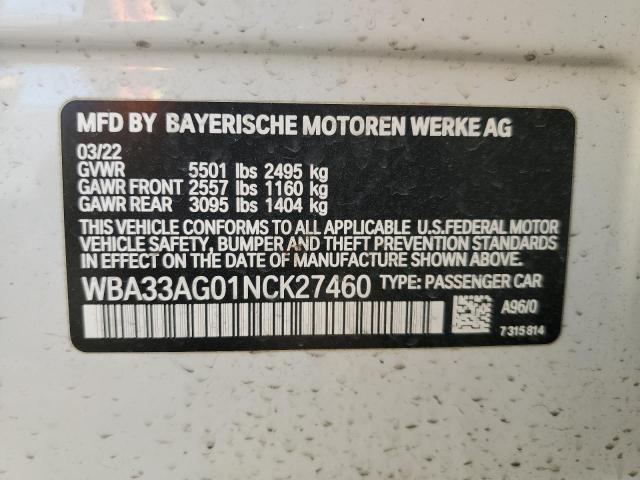 MFD BY BAYERISCHE MOTOREN WERKE AG
03/22
GVWR 5501 lbs 2495 kg
GAWR FRONT 2557 lbs 1160 kg
GAWR REAR 3095 lbs 1404 kg
THIS VEHICLE CONFORMS TO ALL APPLICABLE U.S.FEDERAL MOTOR
VEHICLE SAFETY, BUMPER AND THEFT PREVENTION STANDARDS
IN EFFECT ON THE DATE OF MANUFACTURE SHOWN ABOVE.
WBA33AG01NCK27460 TYPE: PASSENGER CAR
A96/0
7 315 814